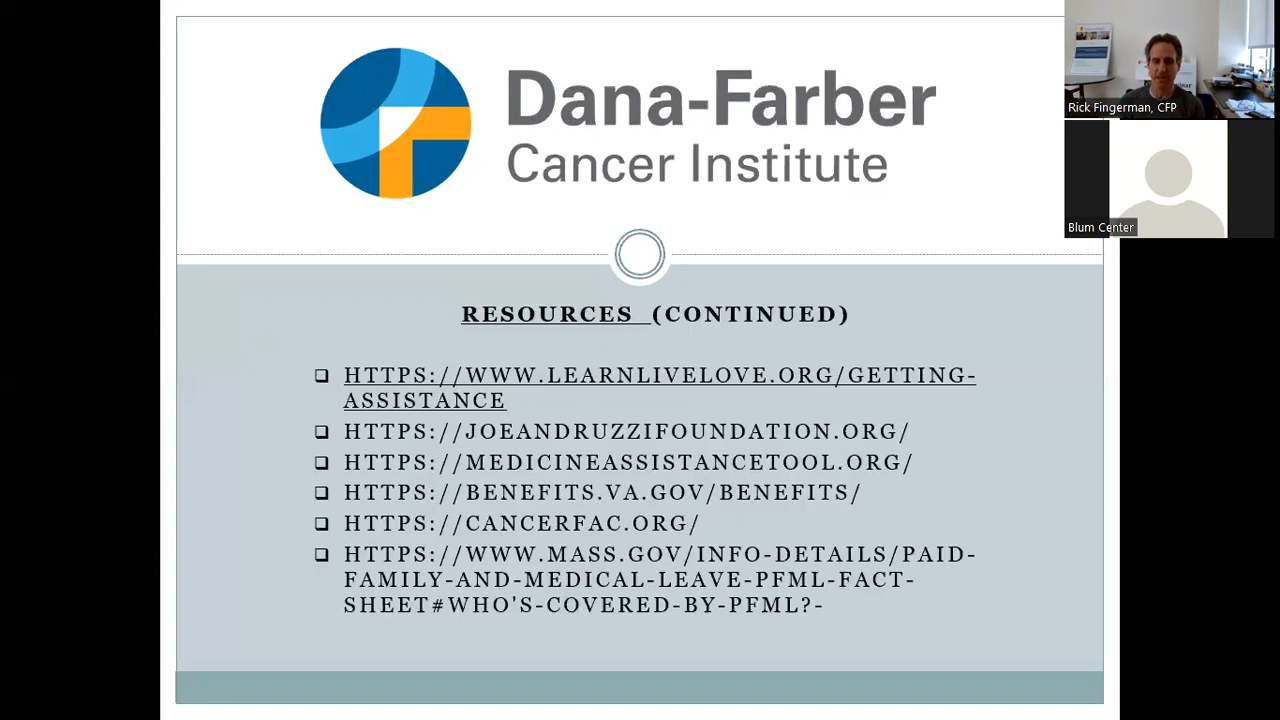 Dana-Farber
Cancer Institute
Rick Fingerman, CFP
Blum Center
RESOURCES (CONTINUED)
HTTPS://WWW.LEARNLIVELOVE.ORG/GETTING-
ASSISTANCE
HTTPS://JOEANDRUZZIFOUNDATION.ORG/
HTTPS://MEDICINEASSISTANCETOOL.ORG/
HTTPS://BENEFITS.VA.GOV/BENEFITS/
HTTPS://CANCERFAC.ORG/
HTTPS://WWW.MASS.GOV/INFO-DETAILS/PAID-
FAMILY-AND-MEDICAL-LEAVE-PFML-FACT-
SHEET#WHO'S-COVERED-BY-PFML?-